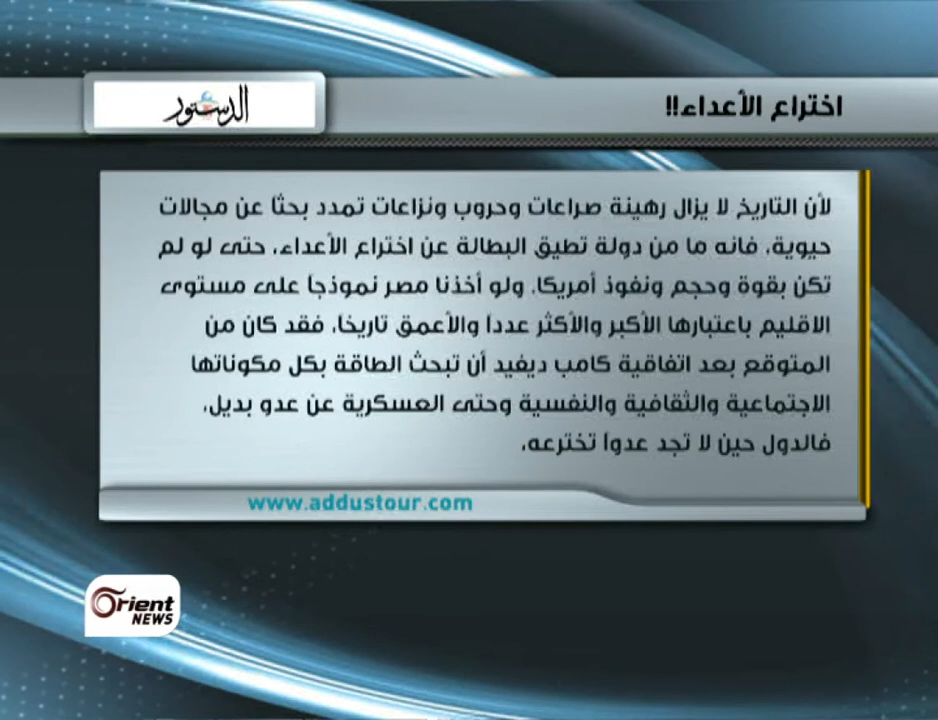 اختراع الأعداء!!
الدستور
لأن التاريخ لا يزال رهينة صراعات وحروب ونزاعات تمدد بحثاً عن مجالات
حيوية، فانه ما من دولة تطيق البطالة عن اختراع الأعداء، حتى لو لم
تكن بقوة وحجم ونفوذ أمريكا، ولو أخذنا مصر نموذجاً على مستوى
الاقليم باعتبارها الأكبر والأكثر عدداً والأعمق تاريخاً، فقد كان من
المتوقع بعد اتفاقية كامب ديفيد أن تبحث الطاقة بكل مكوناتها
الاجتماعية والثقافية والنفسية وحتى العسكرية عن عدو بديل،
فالدول حين لا تجد عدواً تخترعه،
www.addustour.com
Orient
NEWS